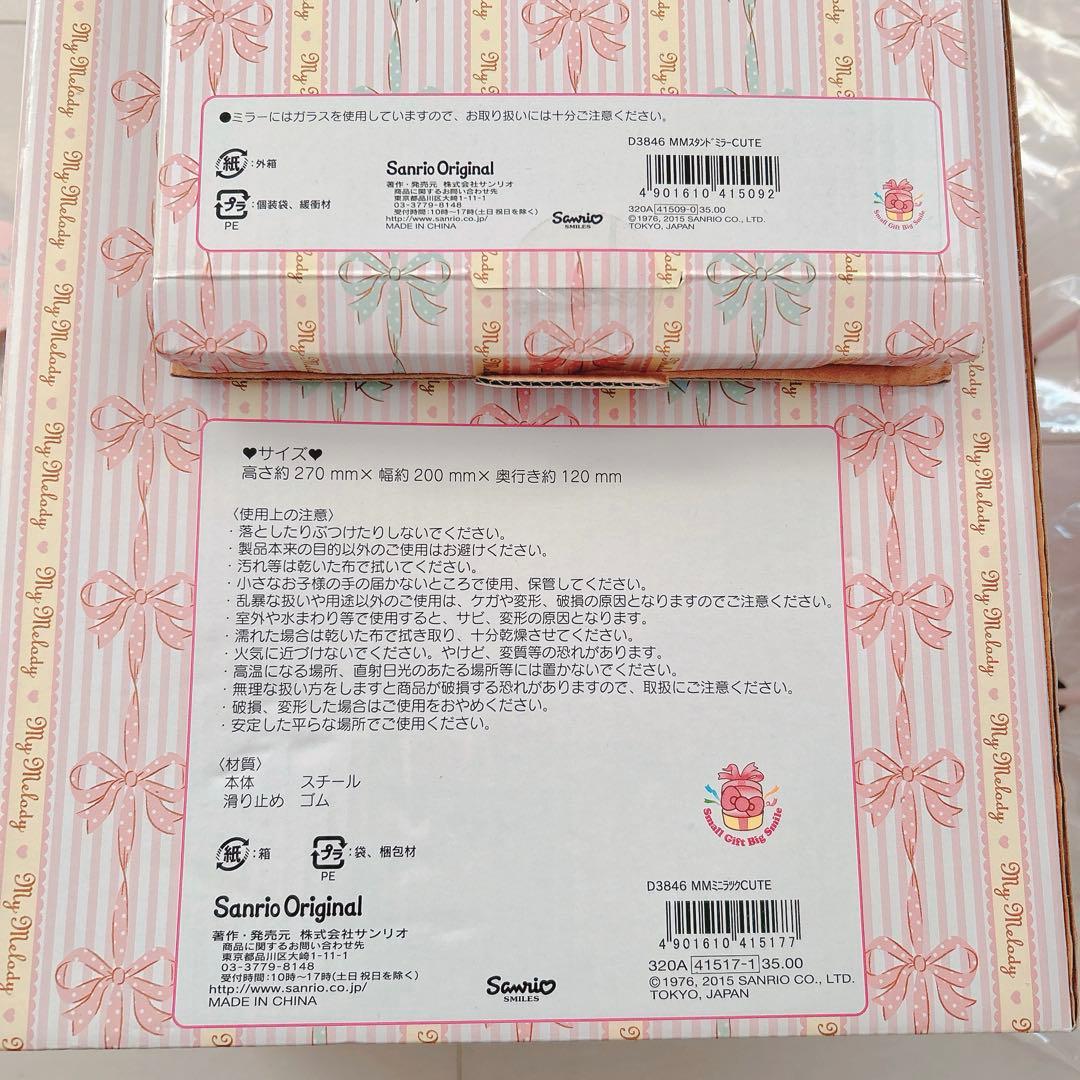 My Melody
●ミラーにはガラスを使用していますので、お取り扱いには十分ご注意ください。
紙:外箱
プラ:個装袋、緩衝材
PE
Sanrio Original
著作・発売元 株式会社サンリオ
商品に関するお問い合わせ先
東京都品川区大崎1-11-1
03-3779-8148
受付時間:10時〜17時(土日祝日を除く)
http://www.sanrio.co.jp/
MADE IN CHINA
Sanrio
SMILES
D3846 MMスタンドミラーCUTE
4 901610 415092
320A 41509-0 35.00
©1976, 2015 SANRIO CO., LTD.
TOKYO, JAPAN
Small Gift Big Smile
♥サイズ♥
高さ約 270 mm× 幅約 200 mm× 奥行き約 120 mm
〈使用上の注意〉
・落としたりぶつけたりしないでください。
・製品本来の目的以外のご使用はお避けください。
・汚れ等は乾いた布で拭いてください。
・小さなお子様の手の届かないところで使用、保管してください。
・乱暴な扱いや用途以外のご使用は、ケガや変形、破損の原因となりますのでご注意ください。
・室外や水まわり等で使用すると、サビ、変形の原因となります。
・濡れた場合は乾いた布で拭き取り、十分乾燥させてください。
・火気に近づけないでください。やけど、変質等の恐れがあります。
・高温になる場所、直射日光のあたる場所等には置かないでください。
・無理な扱い方をしますと商品が破損する恐れがありますので、取扱にご注意ください。
・破損、変形した場合はご使用をおやめください。
・安定した平らな場所でご使用ください。
〈材質〉
本体 スチール
滑り止め ゴム
紙:箱
プラ:袋、梱包材
PE
Sanrio Original
著作・発売元 株式会社サンリオ
商品に関するお問い合わせ先
東京都品川区大崎1-11-1
03-3779-8148
受付時間:10時〜17時(土日祝日を除く)
http://www.sanrio.co.jp/
MADE IN CHINA
Sanrio
SMILES
Small Gift Big Smile
D3846 MMミニラックCUTE
4 901610 415177
320A 41517-1 35.00
©1976, 2015 SANRIO CO., LTD.
TOKYO, JAPAN